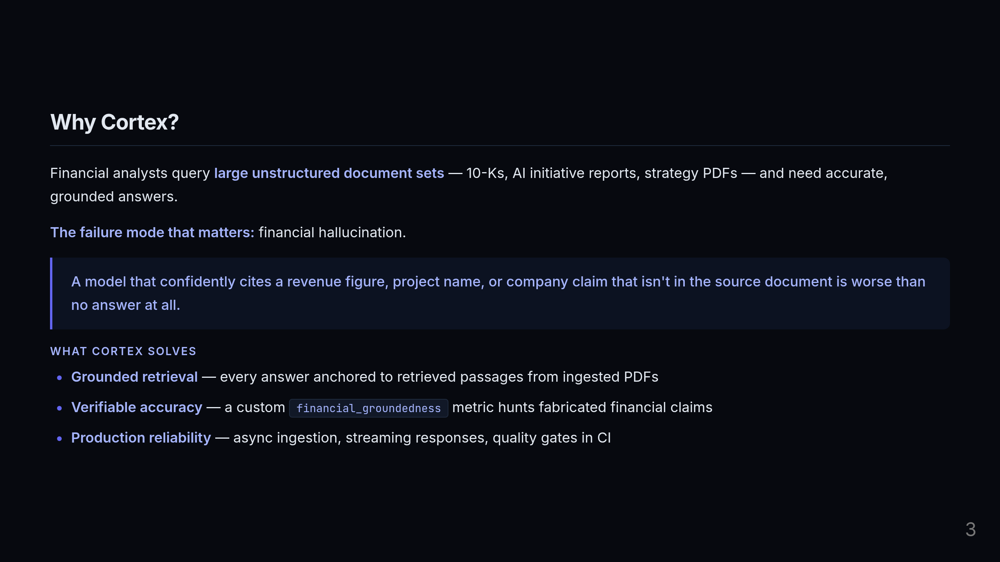 Why Cortex?
Financial analysts query large unstructured document sets — 10-Ks, AI initiative reports, strategy PDFs — and need accurate,
grounded answers.
The failure mode that matters: financial hallucination.
A model that confidently cites a revenue figure, project name, or company claim that isn't in the source document is worse than
no answer at all.
WHAT CORTEX SOLVES
• Grounded retrieval — every answer anchored to retrieved passages from ingested PDFs
• Verifiable accuracy — a custom financial_groundedness metric hunts fabricated financial claims
• Production reliability — async ingestion, streaming responses, quality gates in CI
3